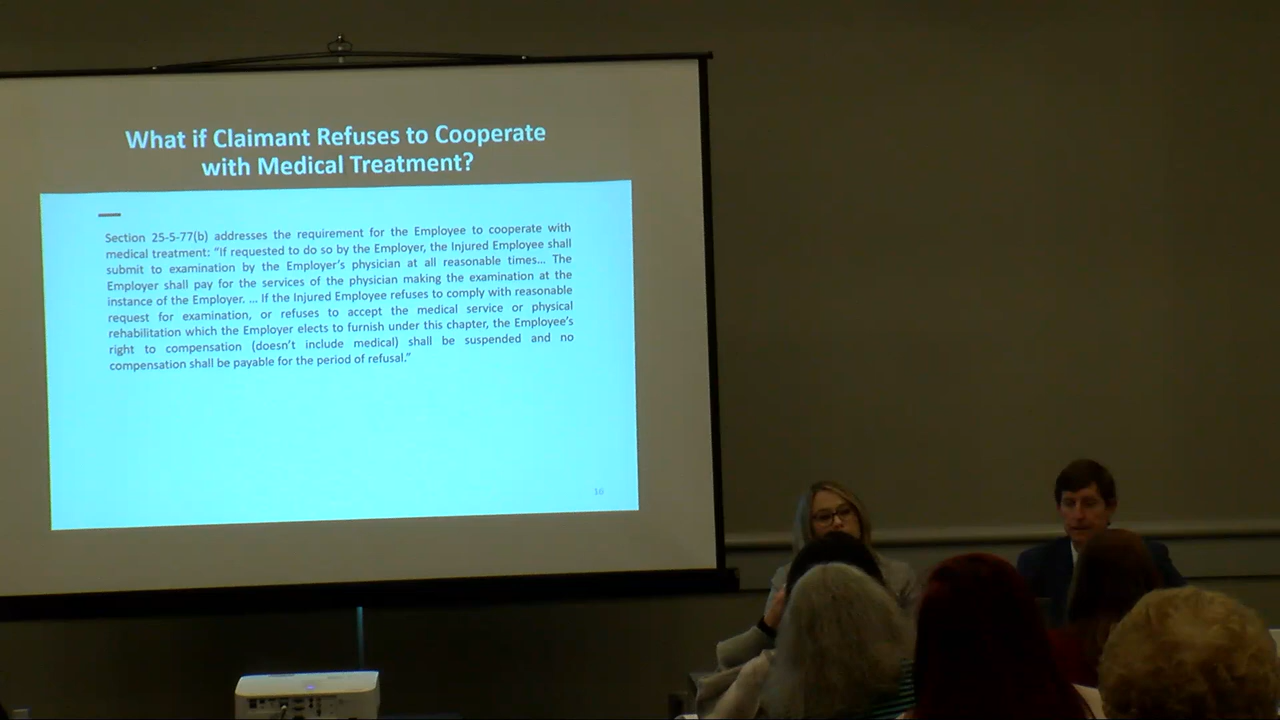 What if Claimant Refuses to Cooperate
with Medical Treatment?
Section 25-5-77(b) addresses the requirement for the Employee to cooperate with
medical treatment: “If requested to do so by the Employer, the Injured Employee shall
submit to examination by the Employer’s physician at all reasonable times… The
Employer shall pay for the services of the physician making the examination at the
instance of the Employer. … If the Injured Employee refuses to comply with reasonable
request for examination, or refuses to accept the medical service or physical
rehabilitation which the Employer elects to furnish under this chapter, the Employee’s
right to compensation (doesn’t include medical) shall be suspended and no
compensation shall be payable for the period of refusal.”
16